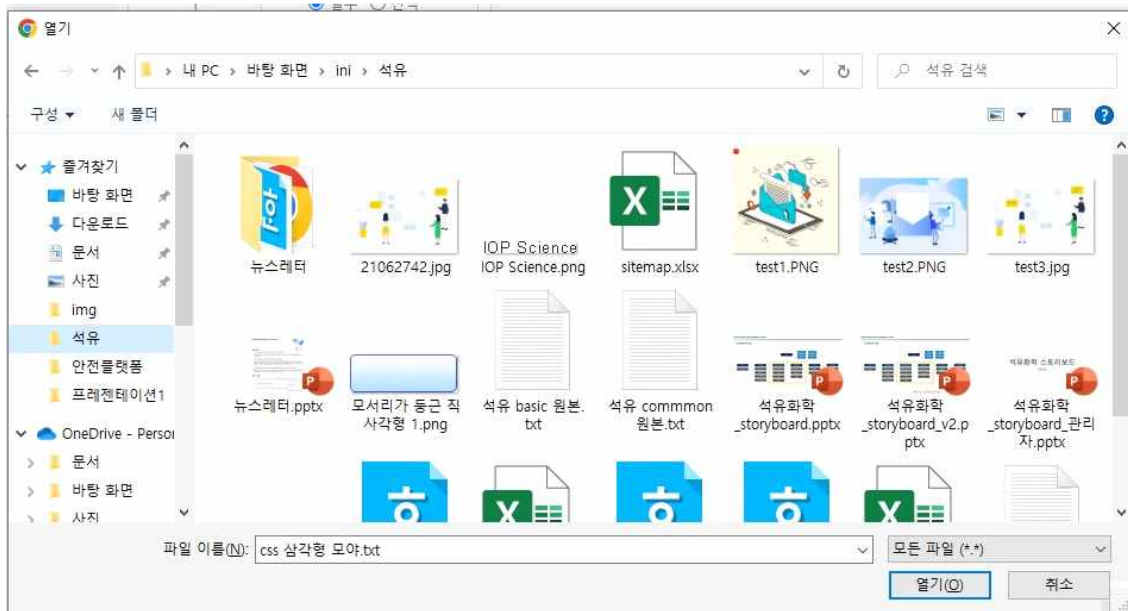 열기
내 PC > 바탕 화면 > ini > 석유
석유 검색
구성 새 폴더
즐겨찾기
바탕 화면
다운로드
문서
사진
img
석유
안전플랫폼
프레젠테이션1
OneDrive - Person
문서
바탕 화면
사진
뉴스레터
21062742.jpg
IOP Science
IOP Science.png
sitemap.xlsx
test1.PNG
test2.PNG
test3.jpg
뉴스레터.pptx
모서리가 둥근 직
사각형 1.png
석유 basic 원본.
txt
석유 commmon
원본.txt
석유화학
_storyboard.pptx
석유화학
_storyboard_v2.p
ptx
석유화학 스토리보드
석유화학
_storyboard_관리
자.pptx
파일 이름(N): css 삼각형 모야.txt
모든 파일 (*.*)
열기(O) 취소